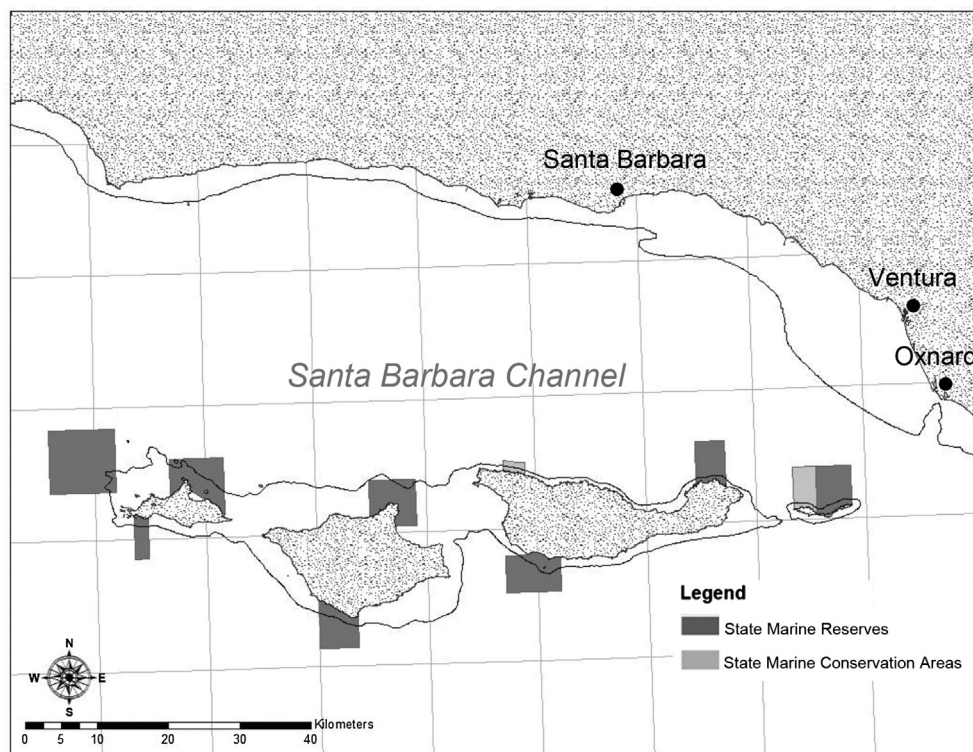 Santa Barbara
Ventura
Oxnard
Santa Barbara Channel
Legend
State Marine Reserves
State Marine Conservation Areas
N
W E
S
Kilometers
0 5 10 20 30 40